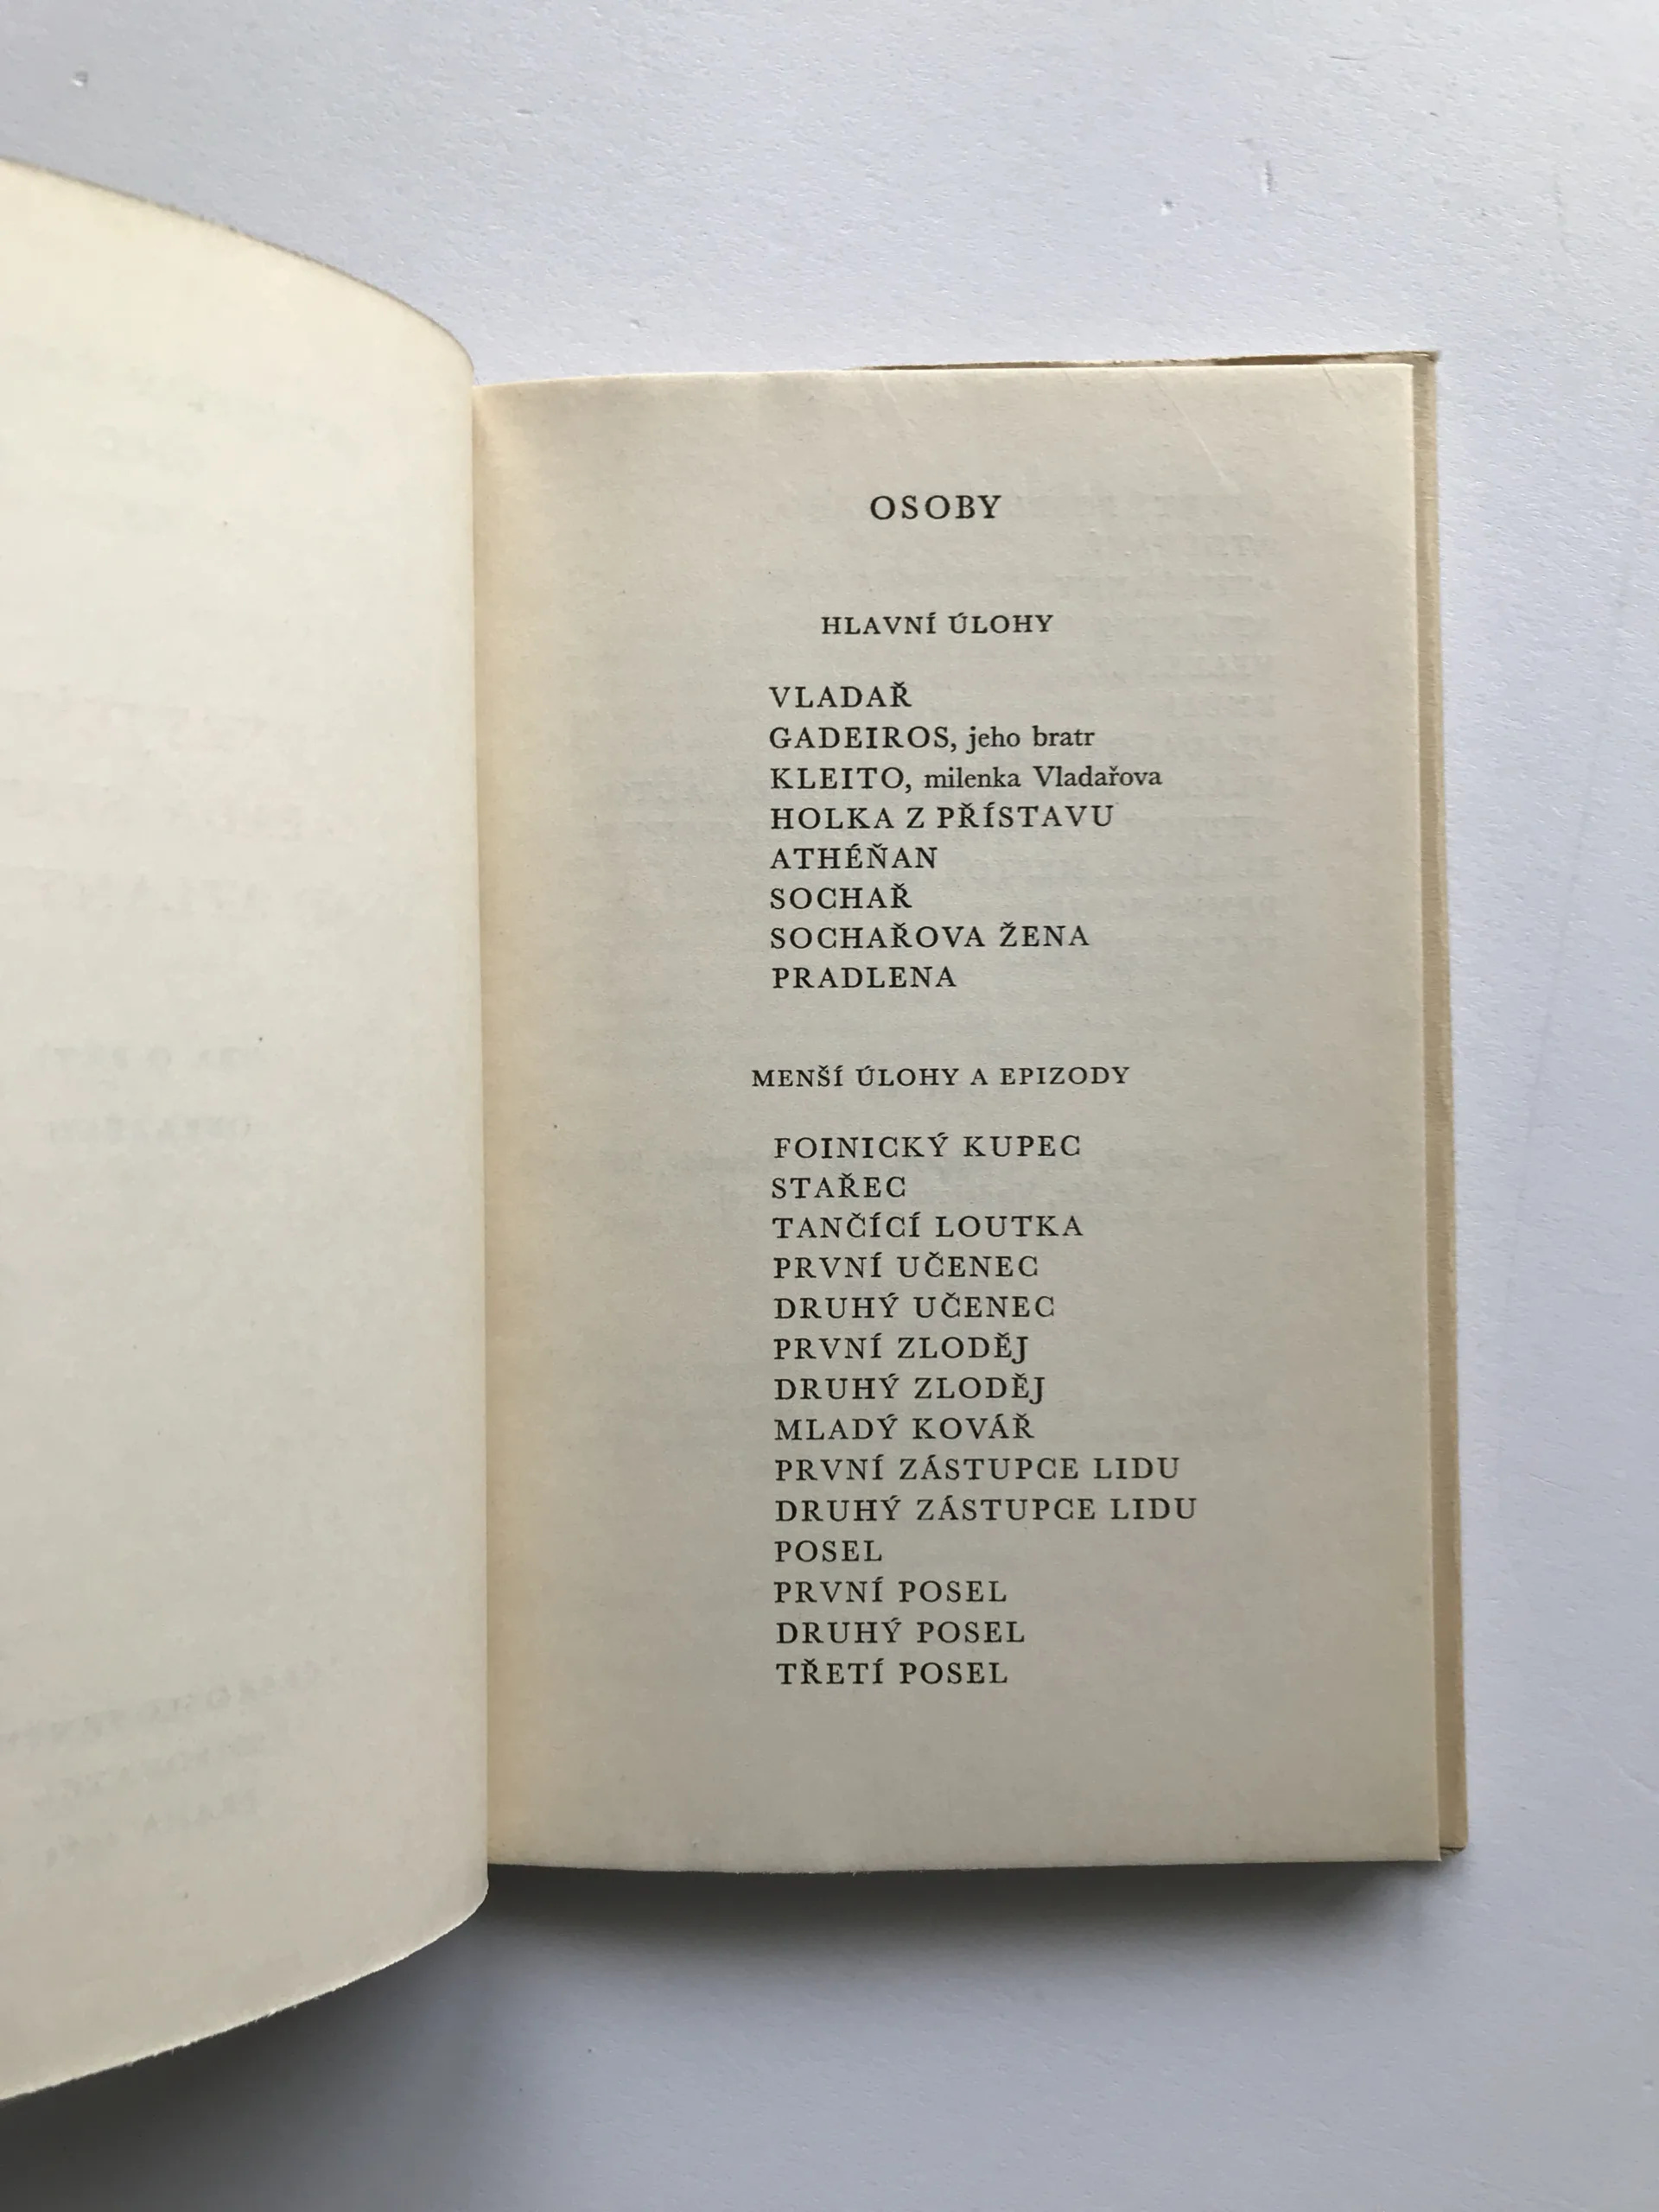 OSOBY
HLAVNÍ ÚLOHY
VLADAŘ
GADEIROS, jeho bratr
KLEITO, milenka Vladařova
HOLKA Z PŘÍSTAVU
ATHÉŇAN
SOCHAŘ
SOCHAŘOVA ŽENA
PRADLENA
MENŠÍ ÚLOHY A EPIZODY
FOINICKÝ KUPEC
STAŘEC
TANČÍCÍ LOUTKA
PRVNÍ UČENEC
DRUHÝ UČENEC
PRVNÍ ZLODĚJ
DRUHÝ ZLODĚJ
MLADÝ KOVÁŘ
PRVNÍ ZÁSTUPCE LIDU
DRUHÝ ZÁSTUPCE LIDU
POSEL
PRVNÍ POSEL
DRUHÝ POSEL
TŘETÍ POSEL